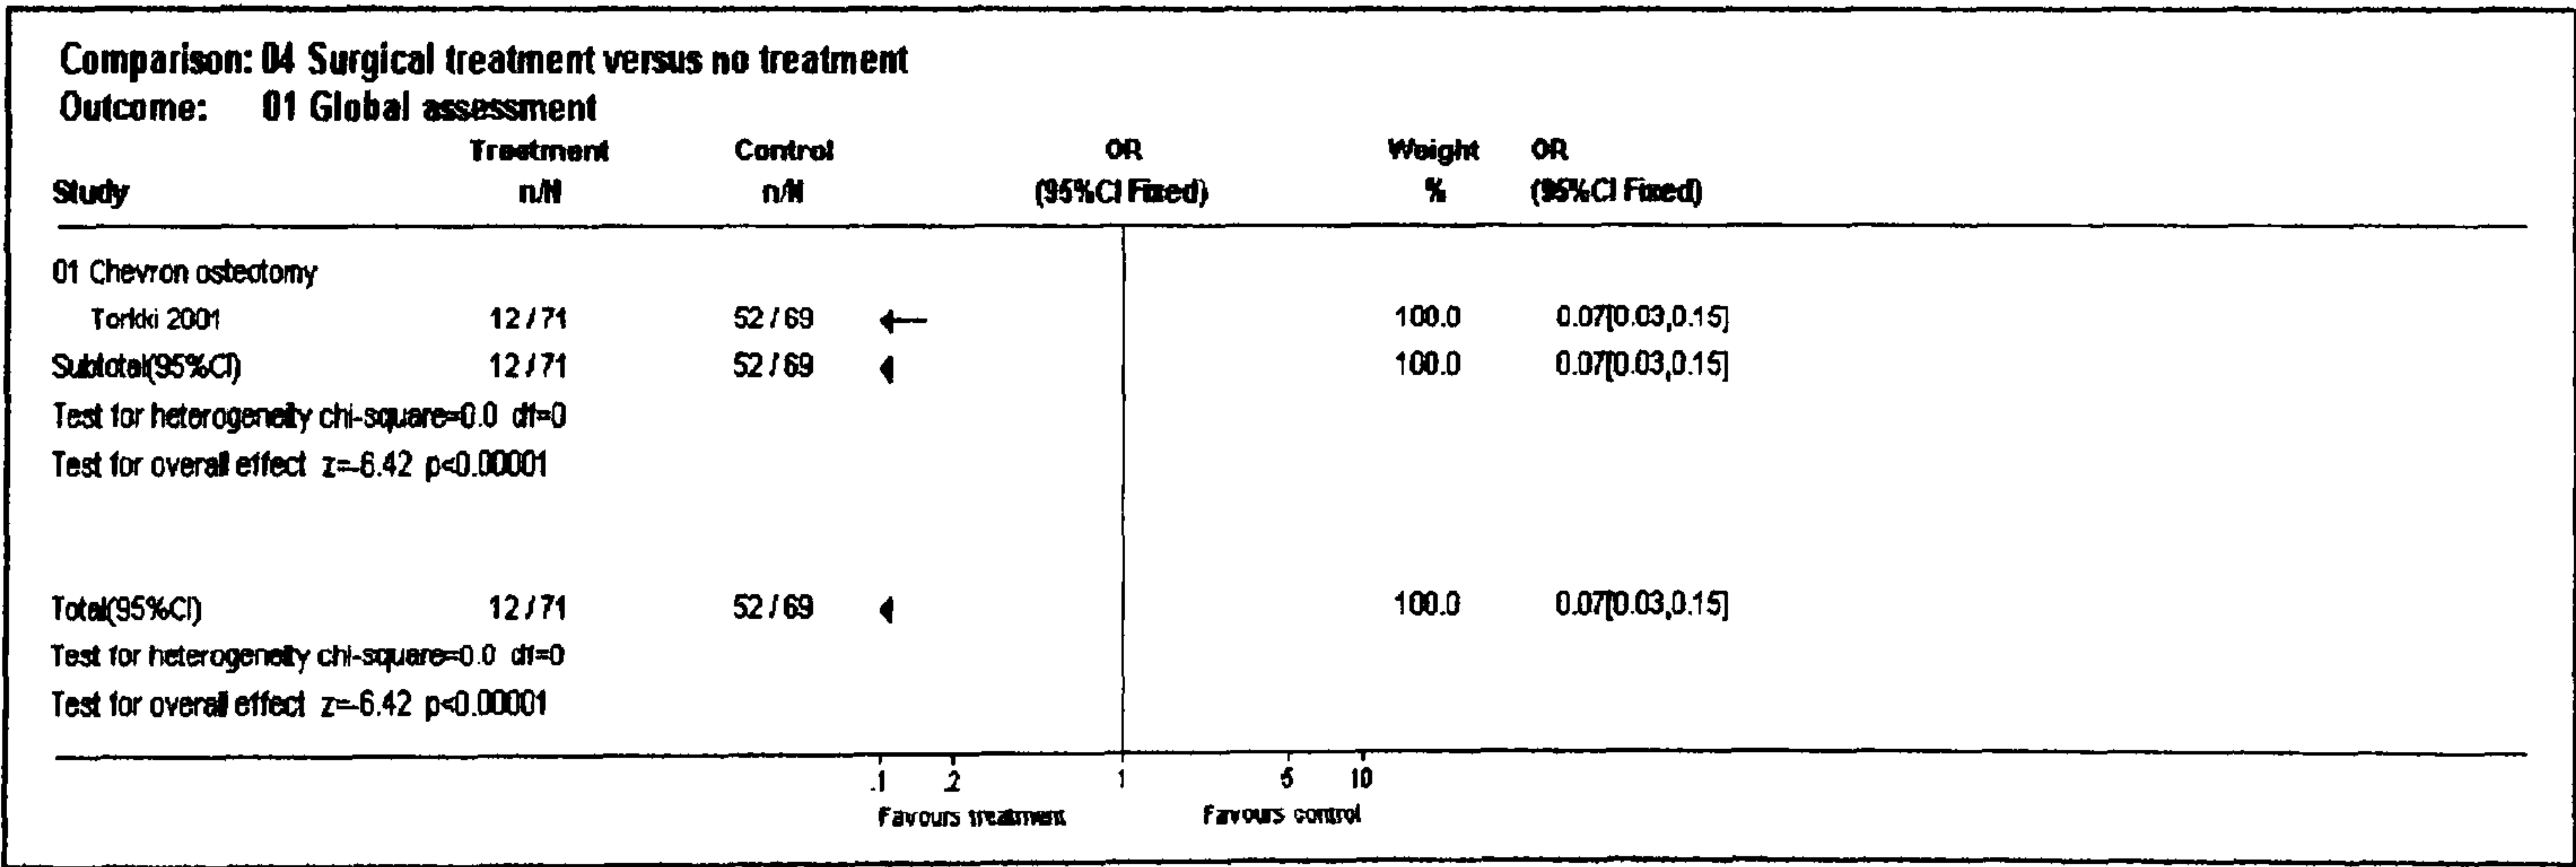 Comparison: 04 Surgical treatment versus no treatment
Outcome: 01 Global assessment
Treatment Control OR Weight OR
Study n/N n/N (95%CI Fixed) % (95%CI Fixed)
01 Chevron ostectomy
Torkki 2001 12 / 71 52 / 69 100.0 0.07[0.03,0.15]
Subtotal(95%CI) 12 / 71 52 / 69 100.0 0.07[0.03,0.15]
Test for heterogeneity chi-square=0.0 df=0
Test for overall effect z=-6.42 p<0.00001
Total(95%CI) 12 / 71 52 / 69 100.0 0.07[0.03,0.15]
Test for heterogeneity chi-square=0.0 df=0
Test for overall effect z=-6.42 p<0.00001
.1 .2 1 5 10
Favours treatment Favours control